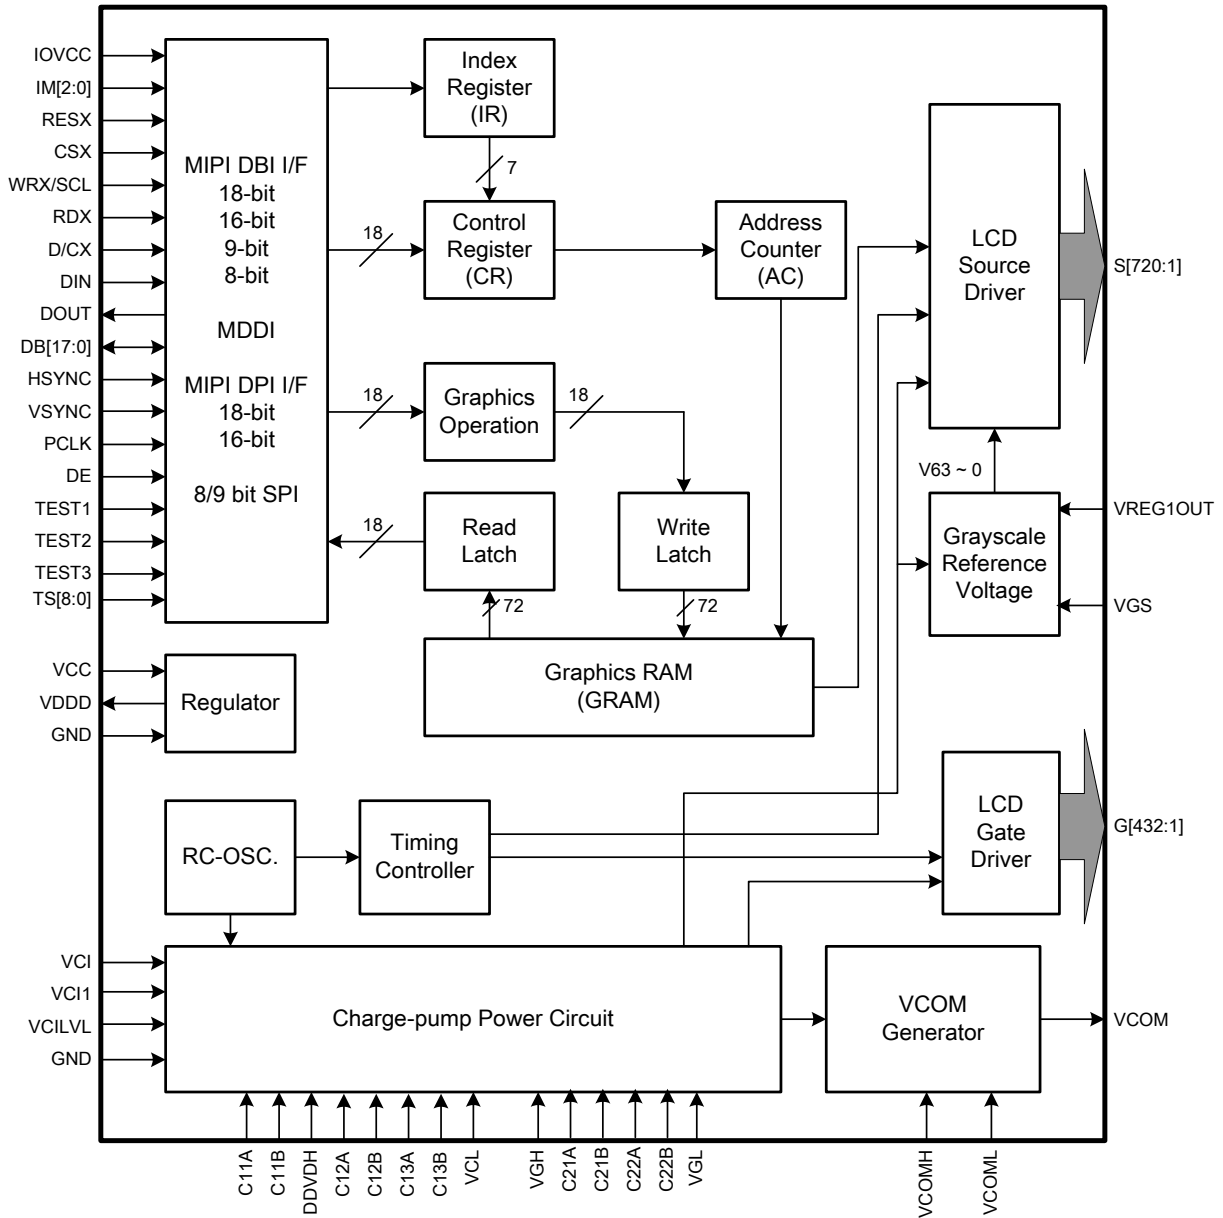 IOVCC
IM[2:0]
RESX
CSX
WRX/SCL
RDX
D/CX
DIN
DOUT
DB[17:0]
HSYNC
VSYNC
PCLK
DE
TEST1
TEST2
TEST3
TS[8:0]
MIPI DBI I/F
18-bit
16-bit
9-bit
8-bit
MDDI
MIPI DPI I/F
18-bit
16-bit
8/9 bit SPI
Index
Register
(IR)
7
18
Control
Register
(CR)
Address
Counter
(AC)
18
Graphics
Operation
18
18
Read
Latch
Write
Latch
72
72
Graphics RAM
(GRAM)
LCD
Source
Driver
S[720:1]
V63 ~ 0
Grayscale
Reference
Voltage
VREG1OUT
VGS
VCC
VDDD
GND
Regulator
RC-OSC.
Timing
Controller
LCD
Gate
Driver
G[432:1]
VCI
VCI1
VCILVL
GND
Charge-pump Power Circuit
VCOM
Generator
VCOM
C11A
C11B
DDVDH
C12A
C12B
C13A
C13B
VCL
VGH
C21A
C21B
C22A
C22B
VGL
VCOMH
VCOML